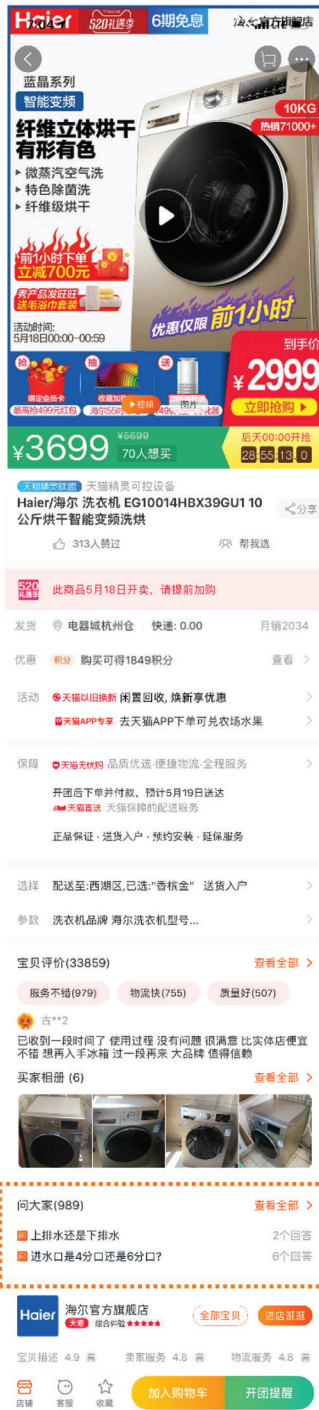 Haier
520礼遇季
6期免息
官方旗舰店
蓝晶系列
智能变频
纤维立体烘干
有形有色
微蒸汽空气洗
特色除菌洗
纤维级烘干
10KG
热销71000+
前1小时下单
立减700元
秀产品发旺旺
送毛浴巾套装
活动时间:
5月18日00:00-00:59
优惠仅限 前1小时
抢
抽
送
绑定会员卡
收藏加
最高抢499元红包
海尔55吋
视频
图片
到手价
¥2999
立即抢购
¥3699
¥5699
70人想买
后天00:00开抢
28:55:13.0
天猫精灵联盟 天猫精灵可控设备
Haier/海尔 洗衣机 EG10014HBX39GU1 10
公斤烘干智能变频洗烘
分享
313人赞过
帮我选
520
礼遇季
此商品5月18日开卖，请提前加购
发货 电器城杭州仓 快递: 0.00 月销2034
优惠 积分 购买可得1849积分 查看
活动 天猫以旧换新 闲置回收, 焕新享优惠
天猫APP专享 去天猫APP下单可兑农场水果
保障 天猫无忧购 品质优选·便捷物流·全程服务
开团后下单并付款，预计5月19日送达
天猫直送 天猫保障的配送服务
正品保证 · 送货入户 · 预约安装 · 延保服务
选择 配送至:西湖区,已选:"香槟金" 送货入户
参数 洗衣机品牌 海尔洗衣机型号...
宝贝评价(33859) 查看全部
服务不错(979) 物流快(755) 质量好(507)
古**2
已收到一段时间了 使用过程 没有问题 很满意 比实体店便宜
不错 想再入手冰箱 过一段再来 大品牌 值得信赖
买家相册 (6) 查看全部
问大家(989) 查看全部
问 上排水还是下排水 2个回答
问 进水口是4分口还是6分口? 6个回答
Haier
海尔官方旗舰店
天猫 综合体验
全部宝贝
进店逛逛
宝贝描述 4.9 高 卖家服务 4.8 高 物流服务 4.8 高
店铺
客服
收藏
加入购物车
开团提醒